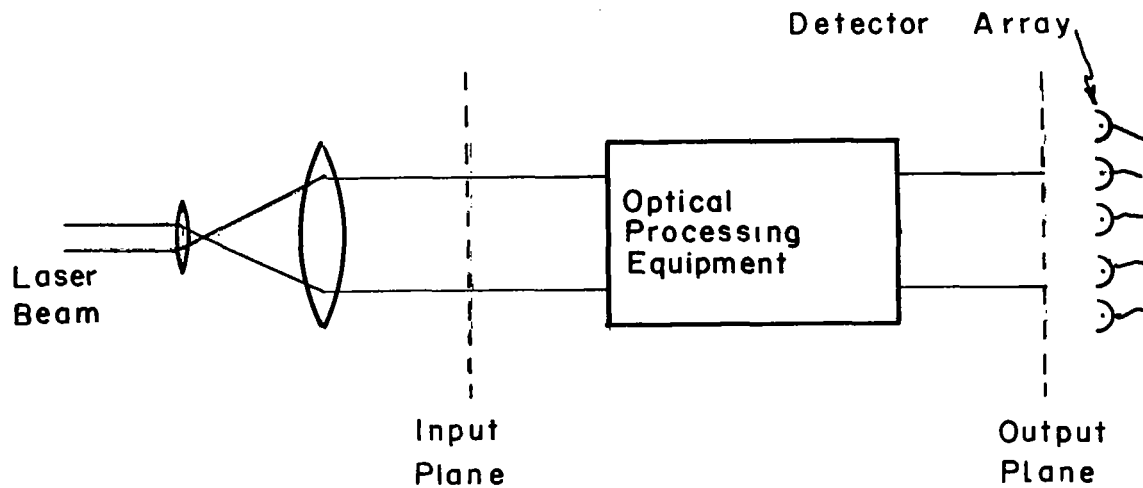 Detector Array
Optical
Processing
Equipment
Laser
Beam
Input
Plane
Output
Plane